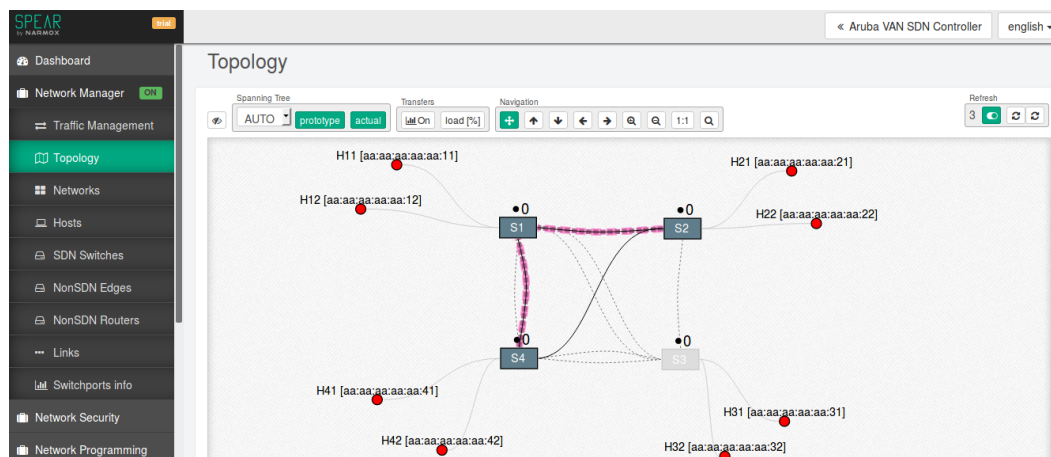 SPEAR
by NARMOX
trial
« Aruba VAN SDN Controller
english
Dashboard
Network Manager ON
Traffic Management
Topology
Networks
Hosts
SDN Switches
NonSDN Edges
NonSDN Routers
Links
Switchports info
Network Security
Network Programming
Topology
Spanning Tree
AUTO prototype actual
Transfers
On load [%]
Navigation
1:1
Refresh
3
H11 [aa:aa:aa:aa:aa:11]
H21 [aa:aa:aa:aa:aa:21]
H12 [aa:aa:aa:aa:aa:12]
H22 [aa:aa:aa:aa:aa:22]
0
0
S1
S2
0
0
S4
S3
H41 [aa:aa:aa:aa:aa:41]
H31 [aa:aa:aa:aa:aa:31]
H42 [aa:aa:aa:aa:aa:42]
H32 [aa:aa:aa:aa:aa:32]